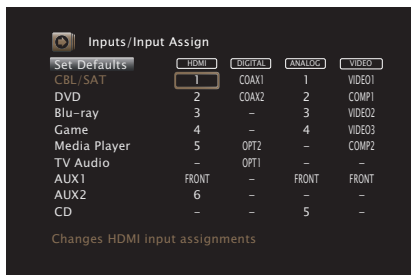 Inputs/Input Assign
Set Defaults HDMI DIGITAL ANALOG VIDEO
CBL/SAT 1 COAX1 1 VIDEO1
DVD 2 COAX2 2 COMP1
Blu-ray 3 – 3 VIDEO2
Game 4 – 4 VIDEO3
Media Player 5 OPT2 – COMP2
TV Audio – OPT1 – –
AUX1 FRONT – FRONT FRONT
AUX2 6 – – –
CD – – 5 –
Changes HDMI input assignments